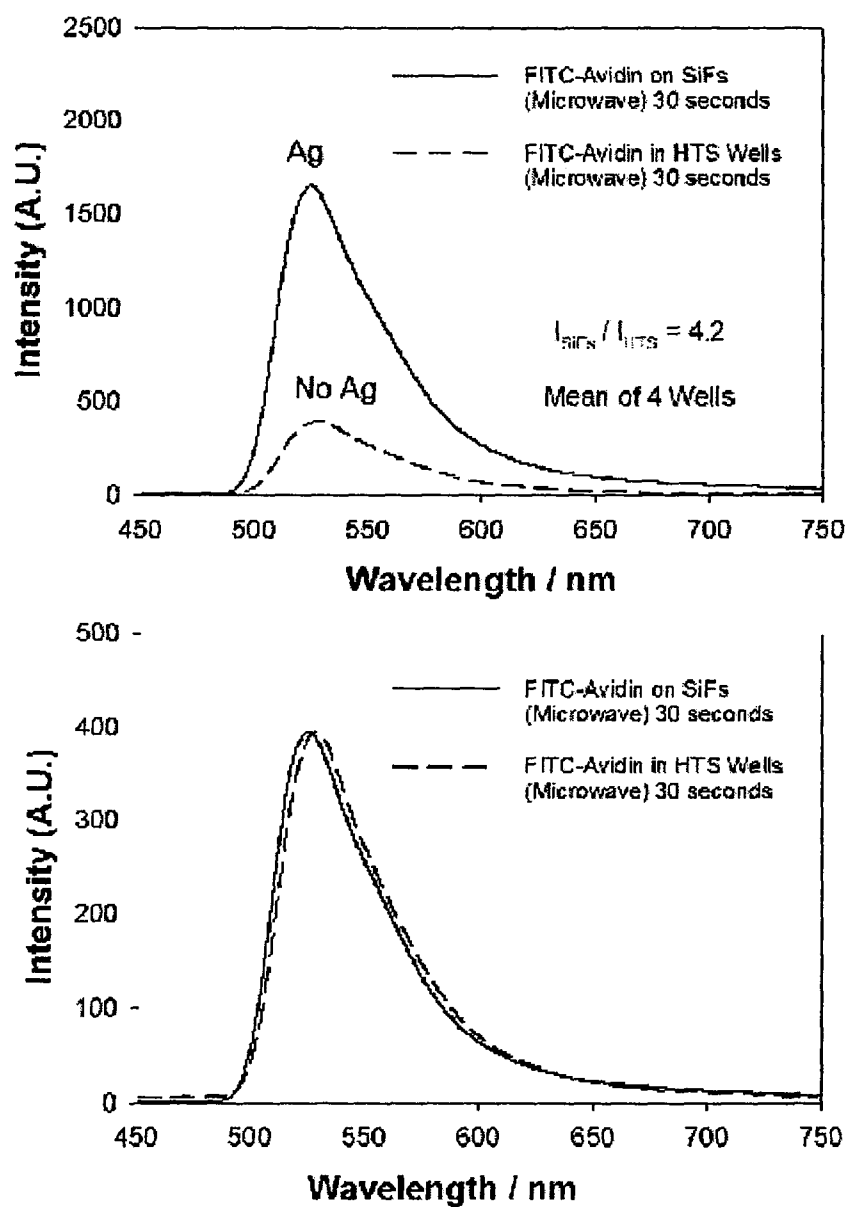 2500
2000
1500
1000
500
0
Intensity (A.U.)
FITC-Avidin on SiFs
(Microwave) 30 seconds
FITC-Avidin in HTS Wells
(Microwave) 30 seconds
Ag
No Ag
I SiFs / I HTS = 4.2
Mean of 4 Wells
450 500 550 600 650 700 750
Wavelength / nm
500
400
300
200
100
0
Intensity (A.U.)
FITC-Avidin on SiFs
(Microwave) 30 seconds
FITC-Avidin in HTS Wells
(Microwave) 30 seconds
450 500 550 600 650 700 750
Wavelength / nm